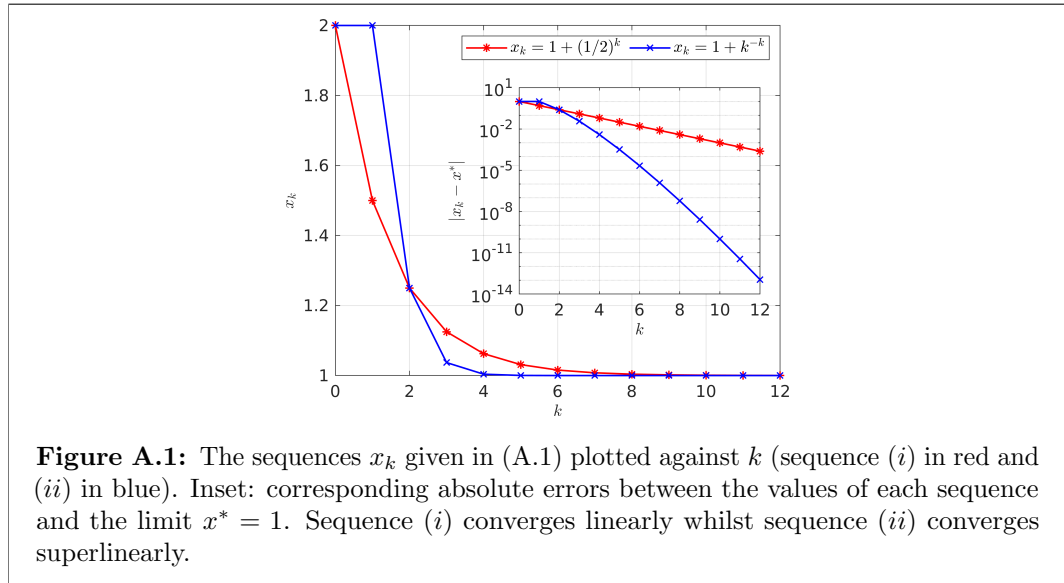 2
1.8
1.6
1.4
1.2
1
x_k
0 2 4 6 8 10 12
k
x_k = 1 + (1/2)^k x_k = 1 + k^{-k}
10^1
10^{-2}
10^{-5}
10^{-8}
10^{-11}
10^{-14}
|x_k − x^*|
0 2 4 6 8 10 12
k
Figure A.1: The sequences x_k given in (A.1) plotted against k (sequence (i) in red and
(ii) in blue). Inset: corresponding absolute errors between the values of each sequence
and the limit x^* = 1. Sequence (i) converges linearly whilst sequence (ii) converges
superlinearly.